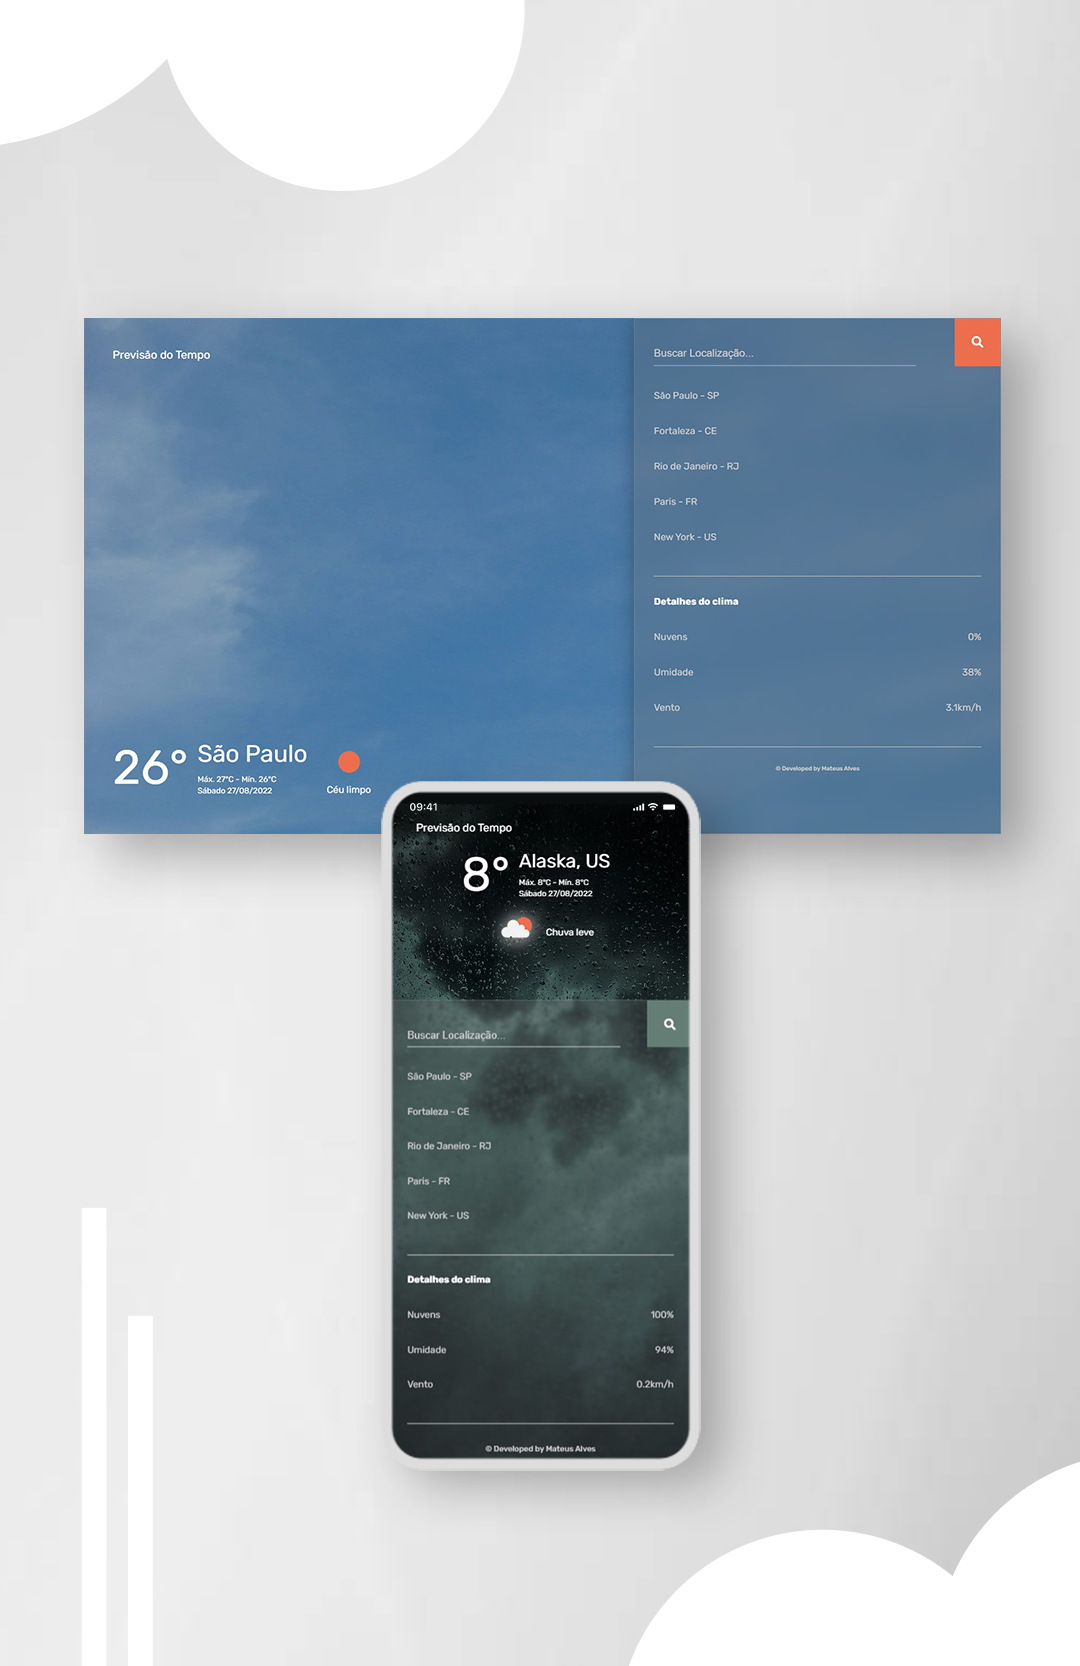 Previsão do Tempo
Buscar Localização...
São Paulo - SP
Fortaleza - CE
Rio de Janeiro - RJ
Paris - FR
New York - US
Detalhes do clima
Nuvens 0%
Umidade 38%
Vento 3.1km/h
© Developed by Mateus Alves
26° São Paulo
Máx. 27°C - Mín. 26°C
Sábado 27/08/2022
Céu limpo
09:41
Previsão do Tempo
8° Alaska, US
Máx. 8°C - Mín. 8°C
Sábado 27/08/2022
Chuva leve
Buscar Localização...
São Paulo - SP
Fortaleza - CE
Rio de Janeiro - RJ
Paris - FR
New York - US
Detalhes do clima
Nuvens 100%
Umidade 94%
Vento 0.2km/h
© Developed by Mateus Alves